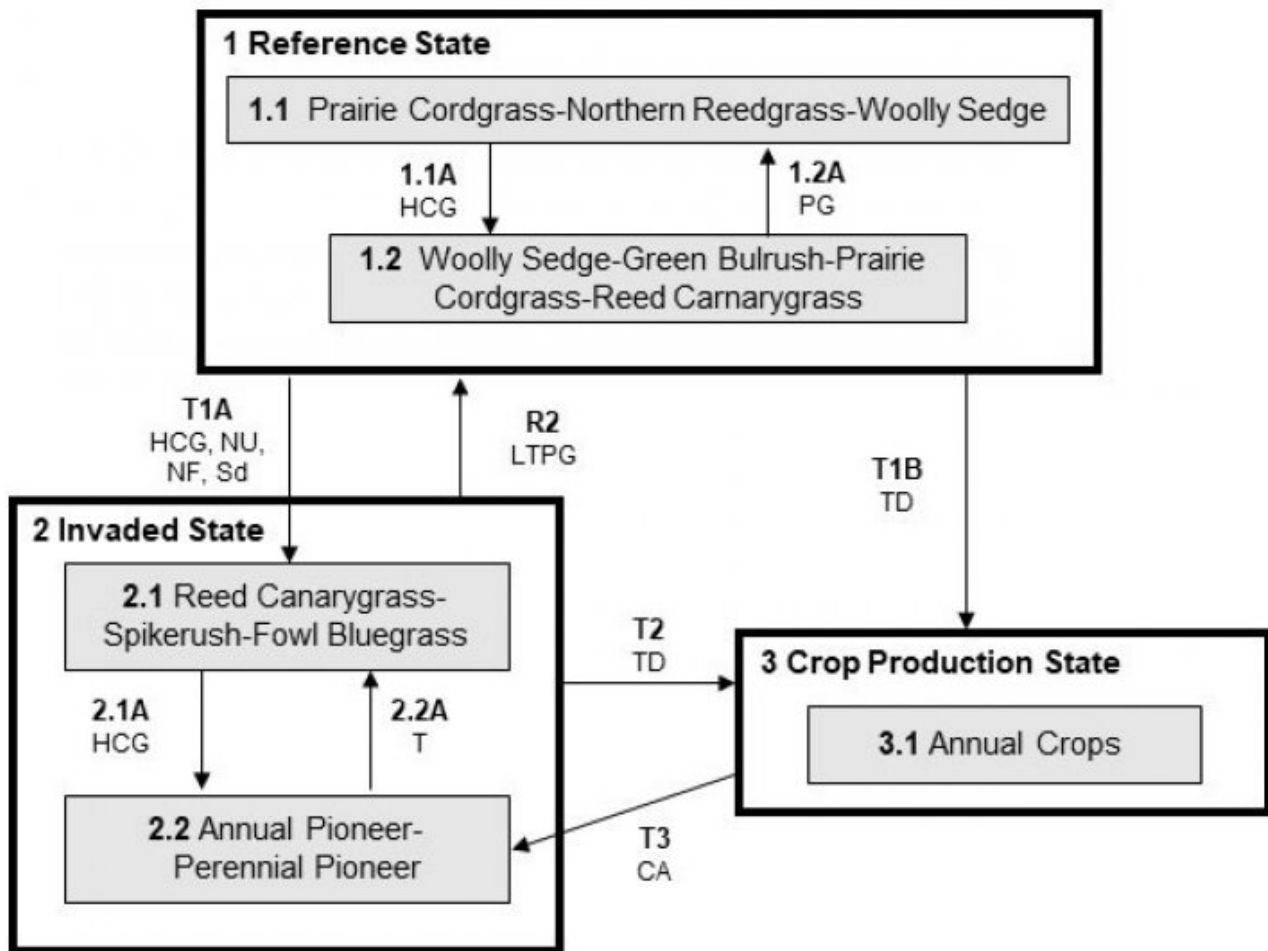 1 Reference State
1.1 Prairie Cordgrass-Northern Reedgrass-Woolly Sedge
1.1A
HCG
1.2A
PG
1.2 Woolly Sedge-Green Bulrush-Prairie
Cordgrass-Reed Carnarygrass
T1A
HCG, NU,
NF, Sd
R2
LTPG
T1B
TD
2 Invaded State
2.1 Reed Canarygrass-
Spikerush-Fowl Bluegrass
2.1A
HCG
2.2A
T
2.2 Annual Pioneer-
Perennial Pioneer
T2
TD
3 Crop Production State
3.1 Annual Crops
T3
CA